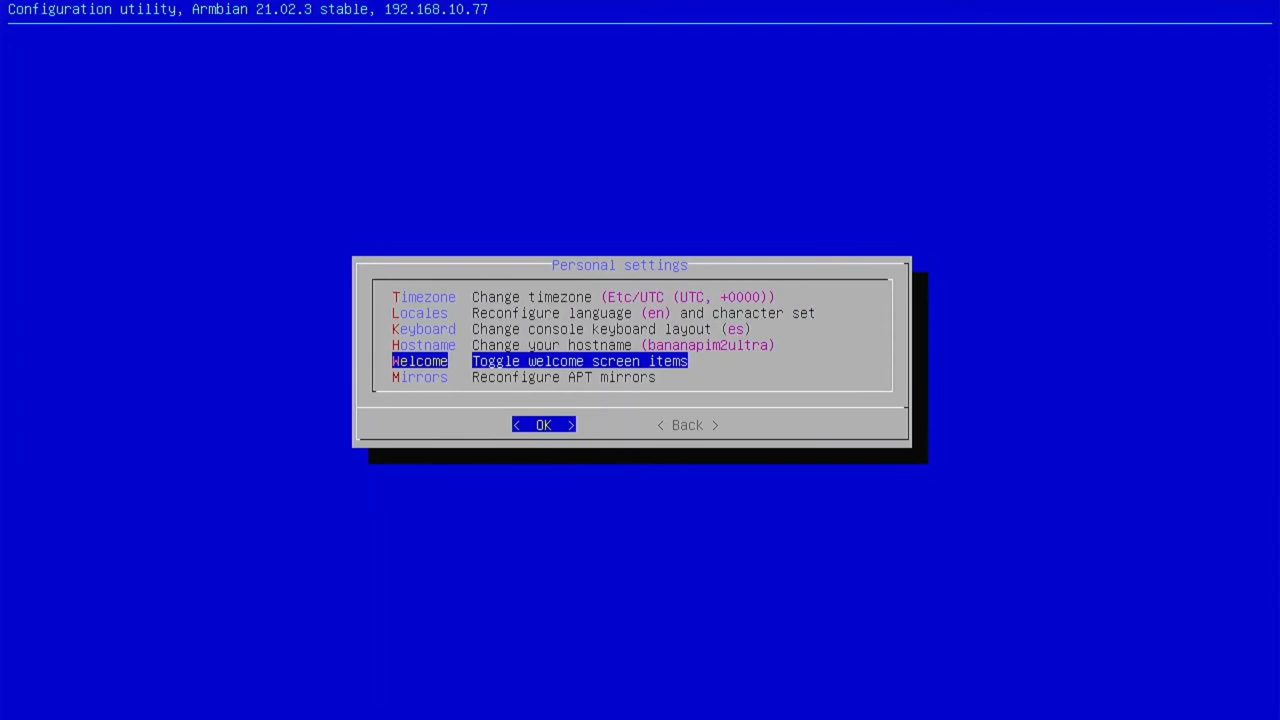 Configuration utility, Armbian 21.02.3 stable, 192.168.10.77
Personal settings
Timezone Change timezone (Etc/UTC (UTC, +0000))
Locales Reconfigure language (en) and character set
Keyboard Change console keyboard layout (es)
Hostname Change your hostname (bananapim2ultra)
Welcome Toggle welcome screen items
Mirrors Reconfigure APT mirrors
< OK > < Back >